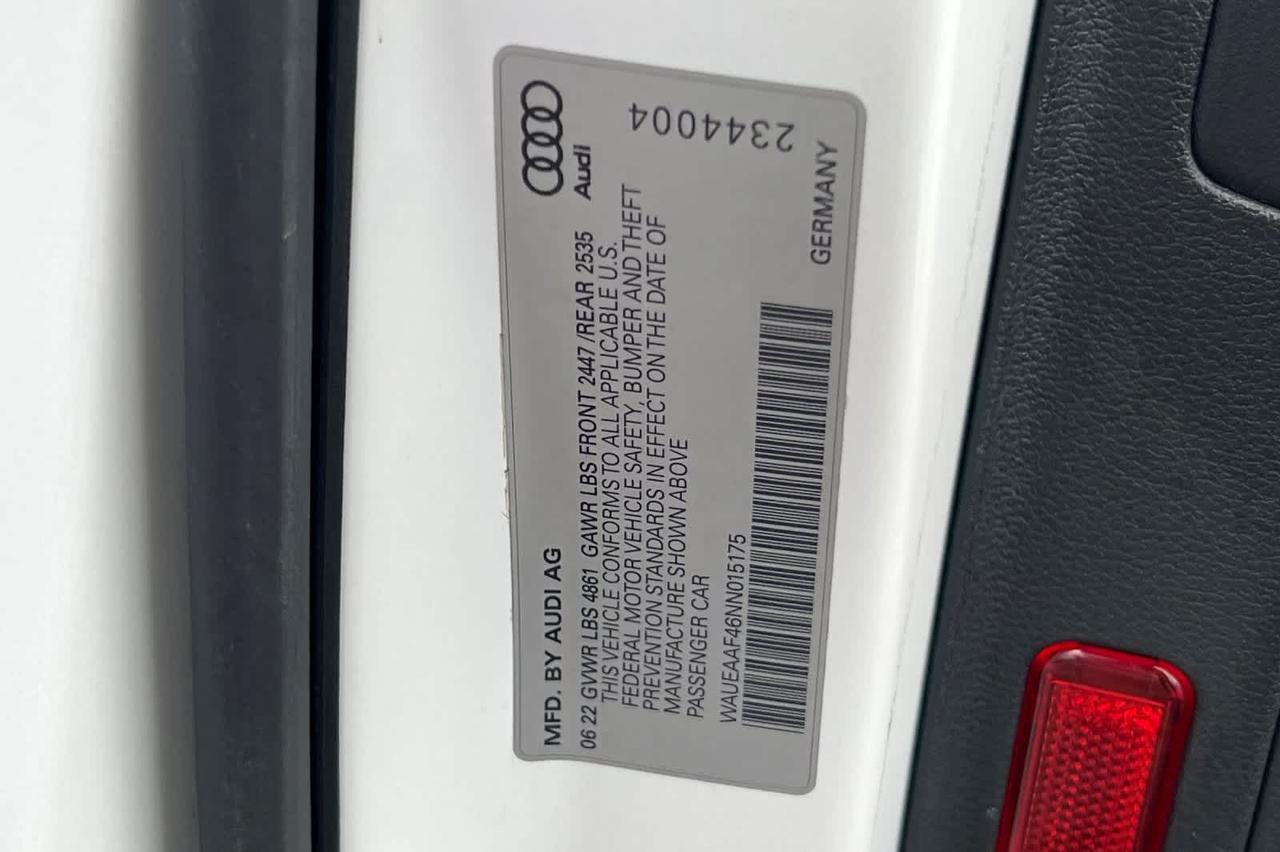 MFD. BY AUDI AG
Audi
06 22 GVWR LBS 4861 GAWR LBS FRONT 2447/REAR 2535
THIS VEHICLE CONFORMS TO ALL APPLICABLE U.S.
FEDERAL MOTOR VEHICLE SAFETY, BUMPER AND THEFT
PREVENTION STANDARDS IN EFFECT ON THE DATE OF
MANUFACTURE SHOWN ABOVE
PASSENGER CAR
2344004
WAUEAAF46NN015175
GERMANY